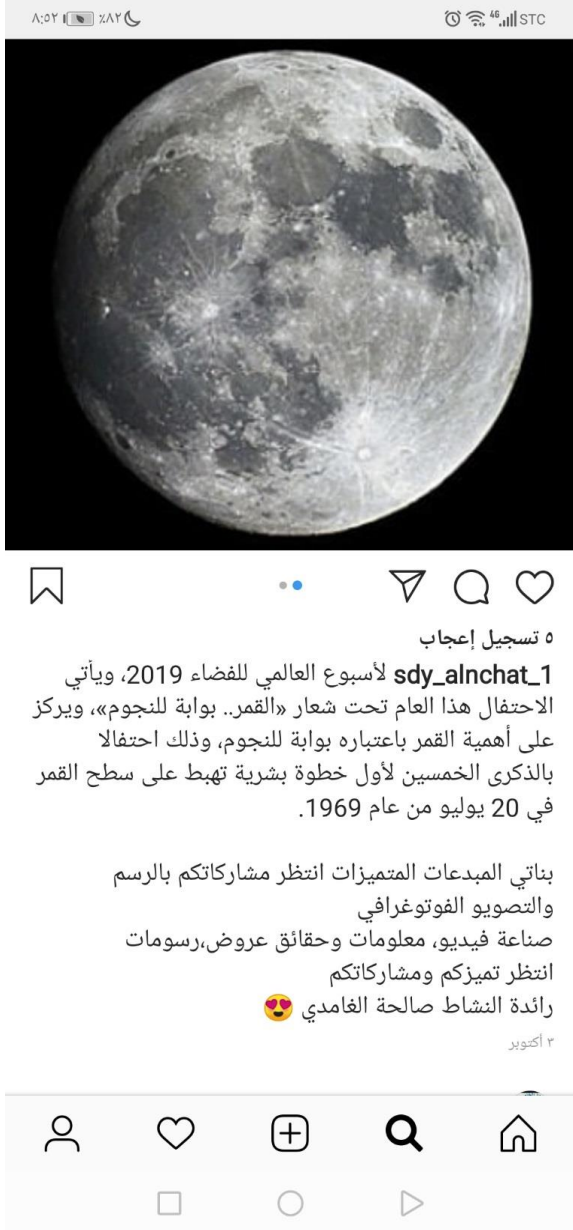 ٨:٥٢ ٪٨٢ 4G STC
٥ تسجيل إعجاب
sdy_alnchat_1 لأسبوع العالمي للفضاء 2019، ويأتي
الاحتفال هذا العام تحت شعار «القمر.. بوابة للنجوم»، ويركز
على أهمية القمر باعتباره بوابة للنجوم، وذلك احتفالا
بالذكرى الخمسين لأول خطوة بشرية تهبط على سطح القمر
في 20 يوليو من عام 1969.
بناتي المبدعات المتميزات انتظر مشاركاتكم بالرسم
والتصويو الفوتوغرافي
صناعة فيديو، معلومات وحقائق عروض،رسومات
انتظر تميزكم ومشاركاتكم
رائدة النشاط صالحة الغامدي 😍
٣ أكتوبر